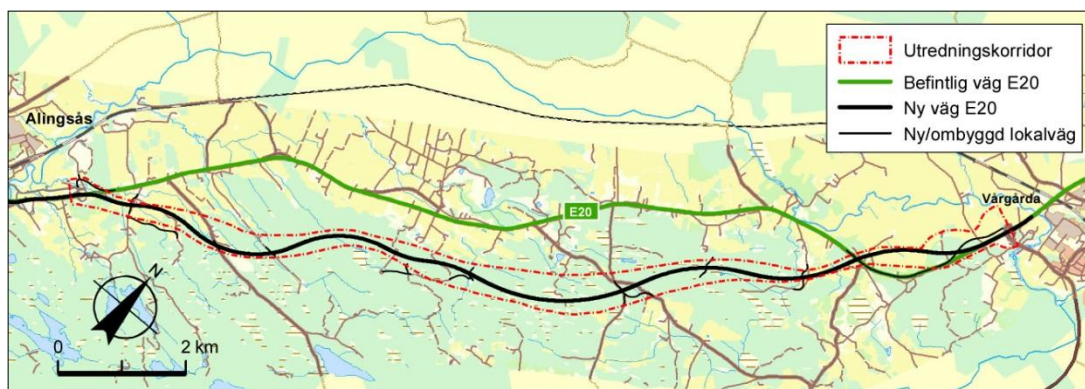 Utredningskorridor
Befintlig väg E20
Ny väg E20
Ny/ombyggd lokalväg
Alingsås
Vårgårda
E20
N
0 2 km